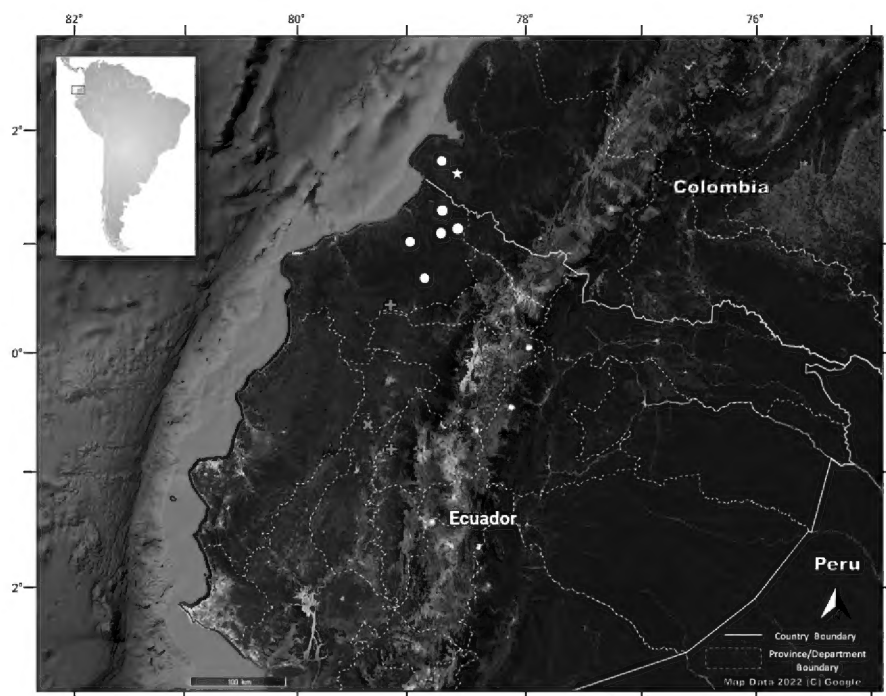 82°
80°
78°
76°
2°
Colombia
0°
Ecuador
2°
Peru
Country Boundary
Province/Department
Boundary
100 km
Map Data 2022 (C) Google